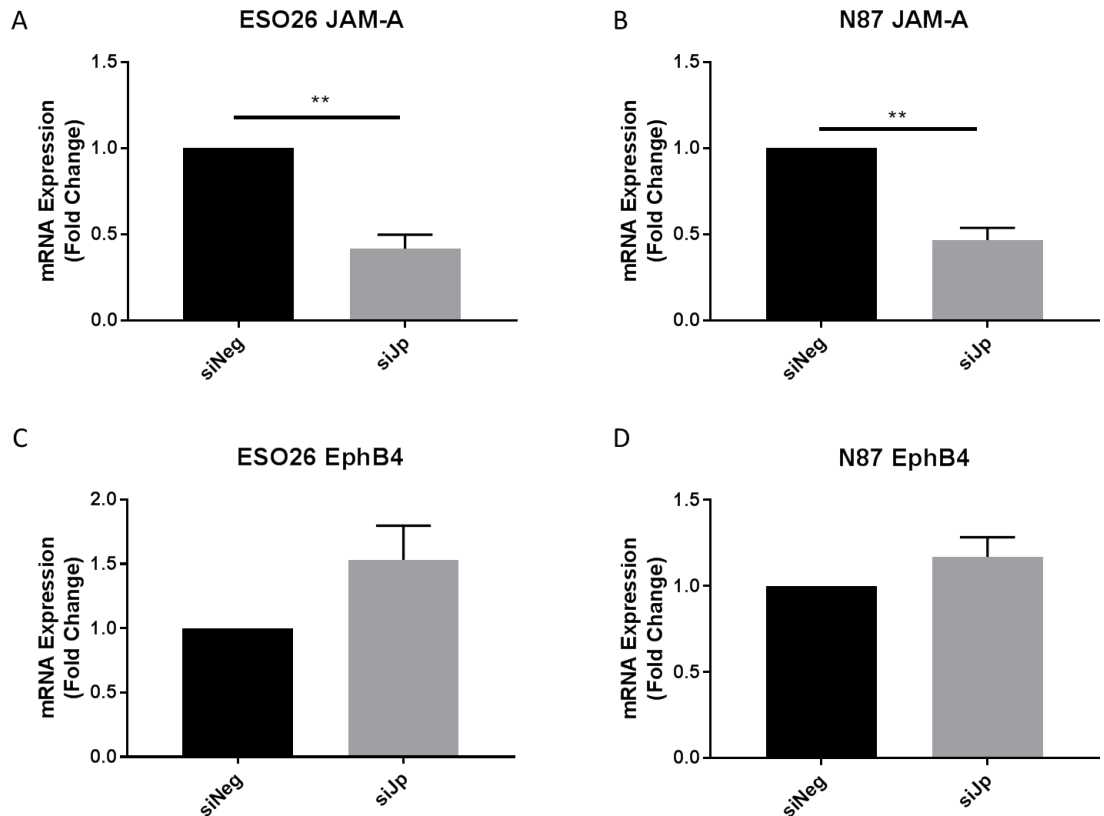 A
ESO26 JAM-A
mRNA Expression
(Fold Change)
1.5
1.0
0.5
0.0
**
siNeg
siJp
B
N87 JAM-A
mRNA Expression
(Fold Change)
1.5
1.0
0.5
0.0
**
siNeg
siJp
C
ESO26 EphB4
mRNA Expression
(Fold Change)
2.0
1.5
1.0
0.5
0.0
siNeg
siJp
D
N87 EphB4
mRNA Expression
(Fold Change)
1.5
1.0
0.5
0.0
siNeg
siJp